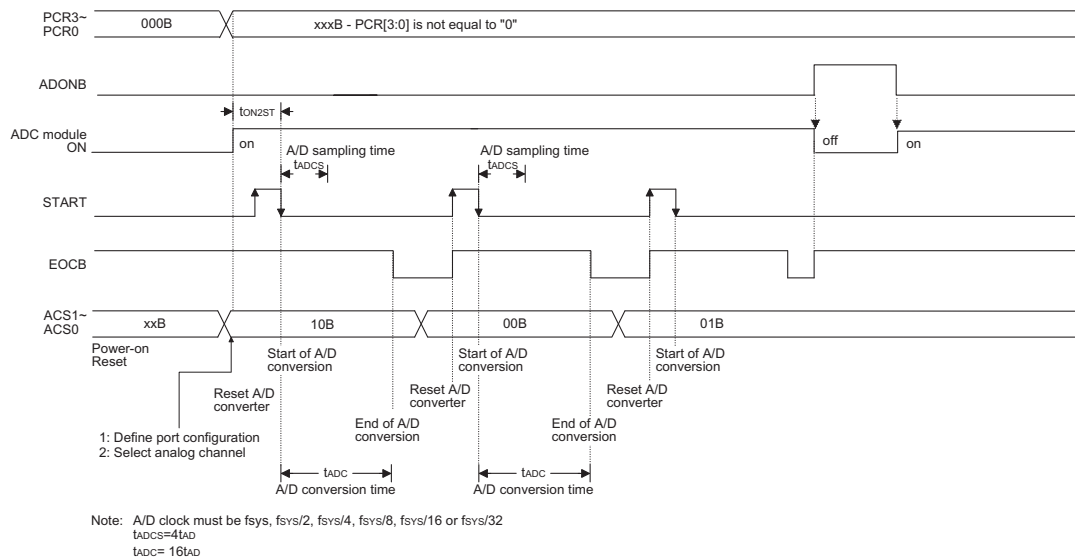 PCR3~
PCR0
000B
xxxB - PCR[3:0] is not equal to "0"
ADONB
tON2ST
ADC module
ON
on
off
on
A/D sampling time
tADCS
A/D sampling time
tADCS
START
EOCB
ACS1~
ACS0
xxB
10B
00B
01B
Power-on
Reset
Start of A/D
conversion
Start of A/D
conversion
Start of A/D
conversion
Reset A/D
converter
Reset A/D
converter
Reset A/D
converter
End of A/D
conversion
End of A/D
conversion
1: Define port configuration
2: Select analog channel
tADC
A/D conversion time
tADC
A/D conversion time
Note: A/D clock must be fsys, fSYS/2, fSYS/4, fSYS/8, fSYS/16 or fSYS/32
tADCS=4tAD
tADC= 16tAD